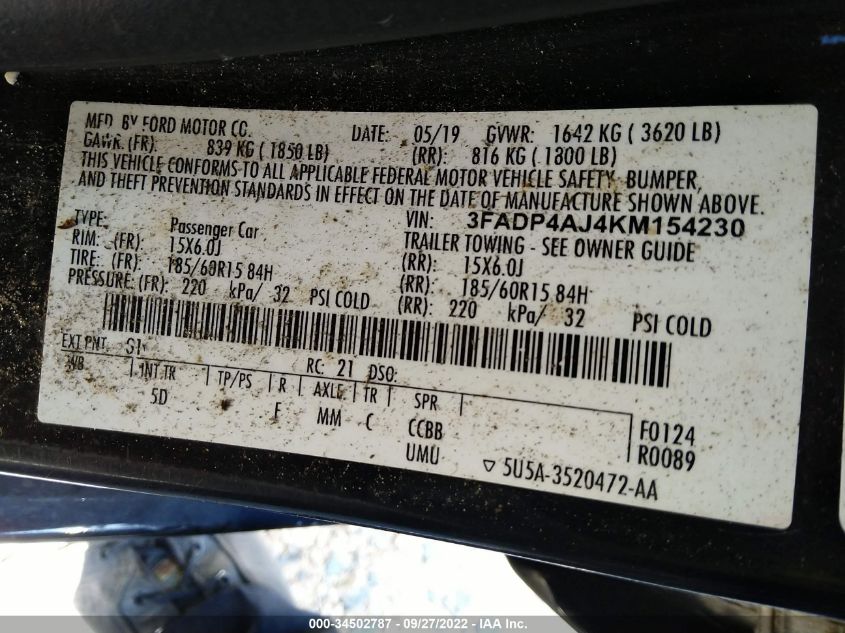 MFD. BY FORD MOTOR CO. DATE: 05/19 GVWR: 1642 KG ( 3620 LB)
GAWR. (FR): 839 KG ( 1850 LB) (RR): 816 KG ( 1800 LB)
THIS VEHICLE CONFORMS TO ALL APPLICABLE FEDERAL MOTOR VEHICLE SAFETY, BUMPER,
AND THEFT PREVENTION STANDARDS IN EFFECT ON THE DATE OF MANUFACTURE SHOWN ABOVE.
VIN: 3FADP4AJ4KM154230
TYPE: Passenger Car TRAILER TOWING - SEE OWNER GUIDE
RIM: (FR): 15X6.0J (RR): 15X6.0J
TIRE: (FR): 185/60R15 84H (RR): 185/60R15 84H
PRESSURE: (FR): 220 kPa/ 32 PSI COLD (RR): 220 kPa/ 32 PSI COLD
EXT PNT: RC: 21 DSO:
WB INT TR TP/PS R AXLE TR SPR
5D F MM C CCBB F0124
UMU R0089
5U5A-3520472-AA
000-34502787 - 09/27/2022 - IAA Inc.